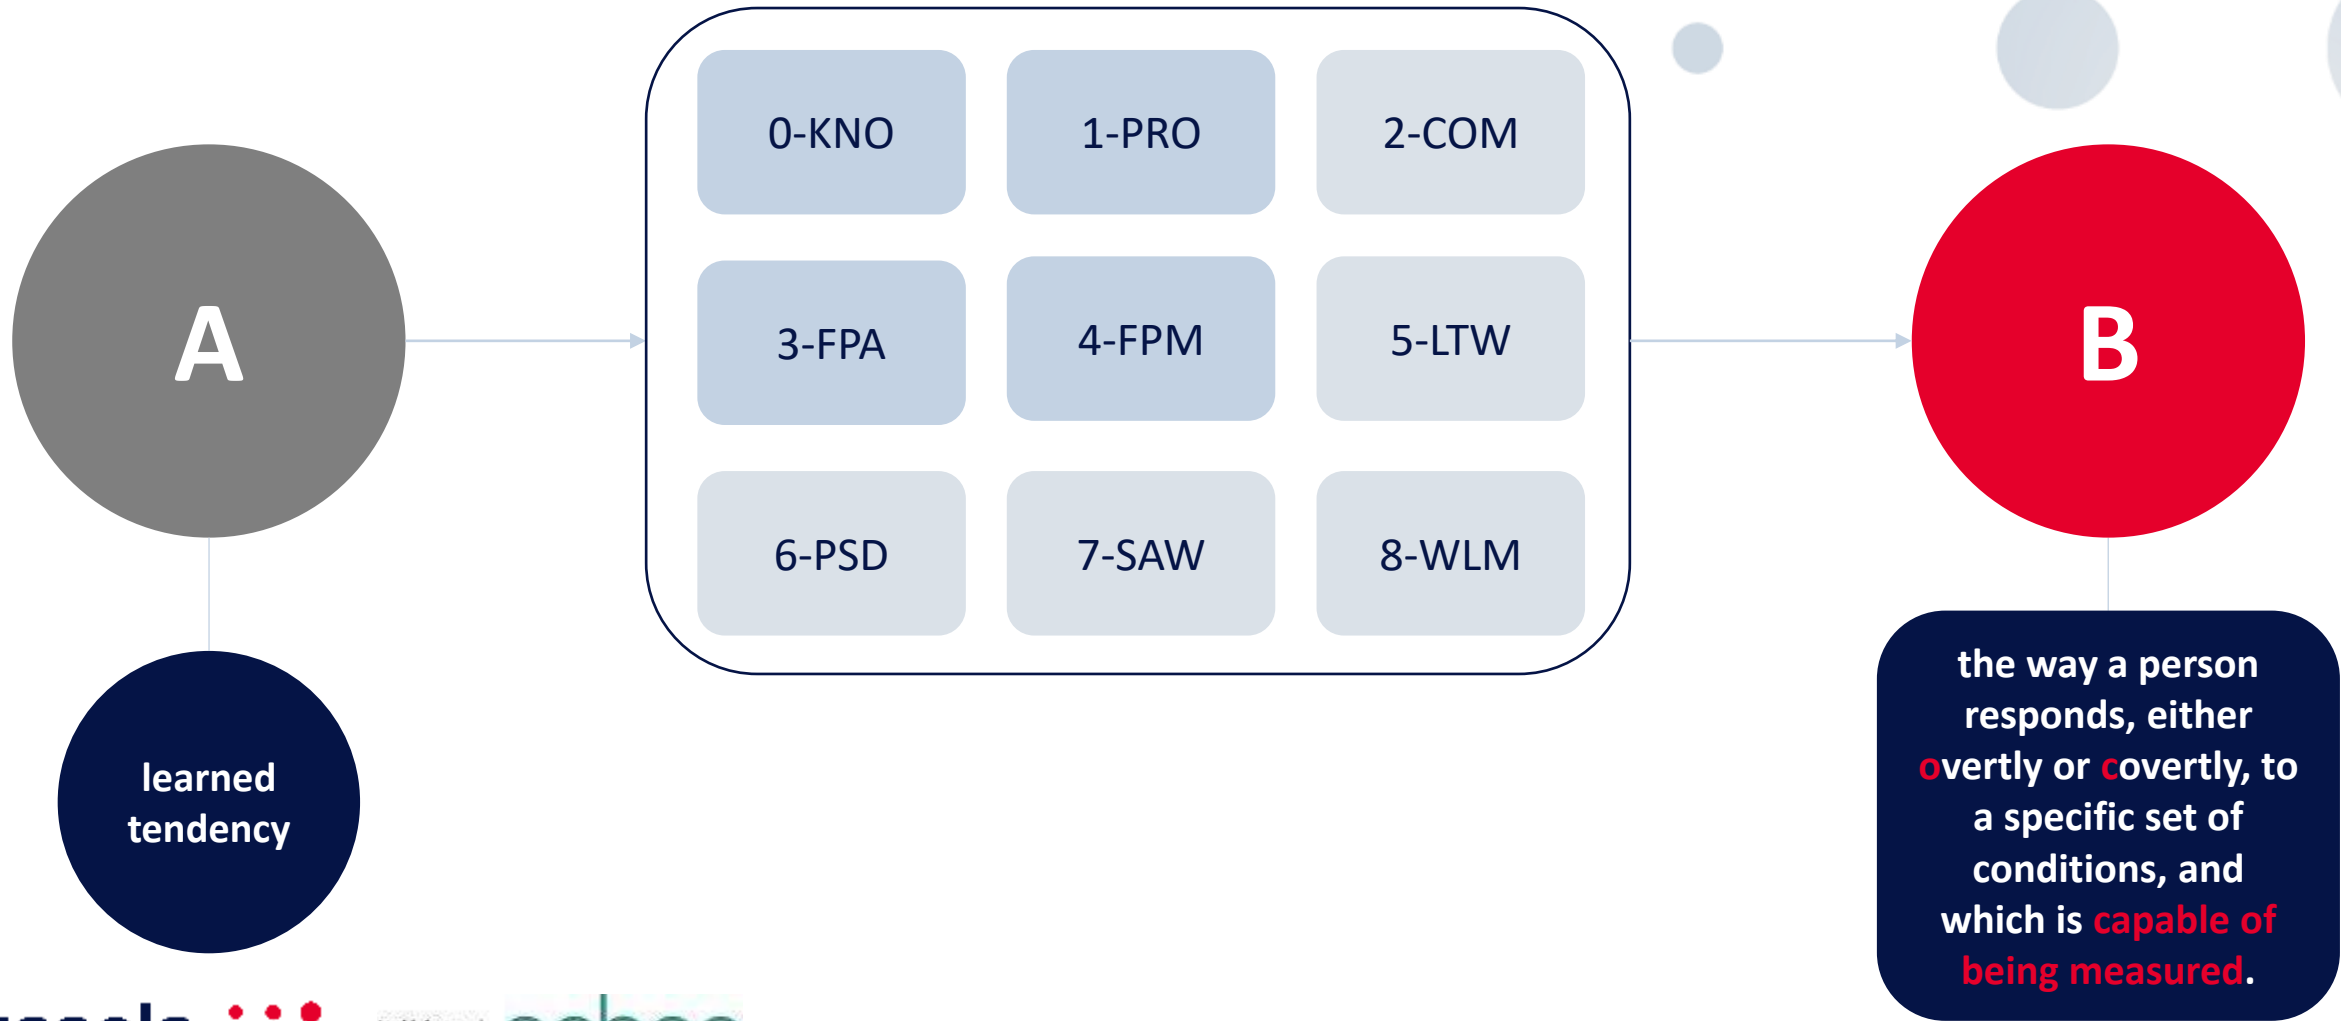 0-KNO
1-PRO
2-COM
A
3-FPA
4-FPM
5-LTW
B
6-PSD
7-SAW
8-WLM
learned
tendency
the way a person
responds, either
overtly or covertly, to
a specific set of
conditions, and
which is capable of
being measured.